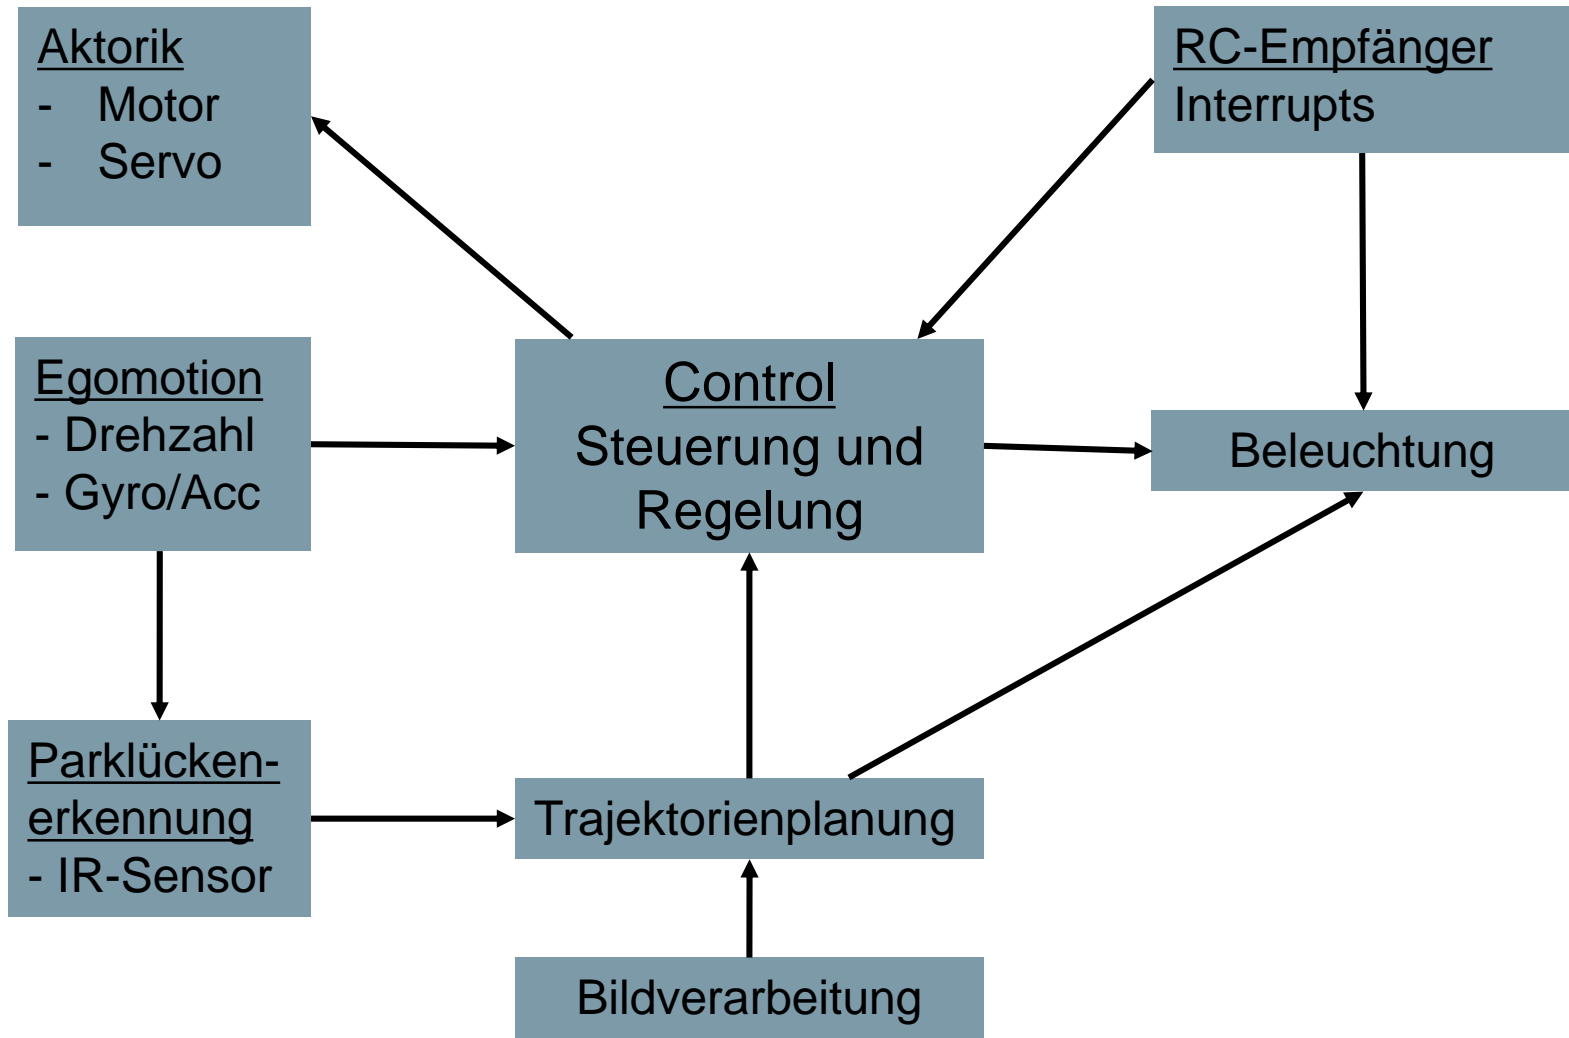 Aktorik
- Motor
- Servo
RC-Empfänger
Interrupts
Egomotion
- Drehzahl
- Gyro/Acc
Control
Steuerung und
Regelung
Beleuchtung
Parklücken-
erkennung
- IR-Sensor
Trajektorienplanung
Bildverarbeitung